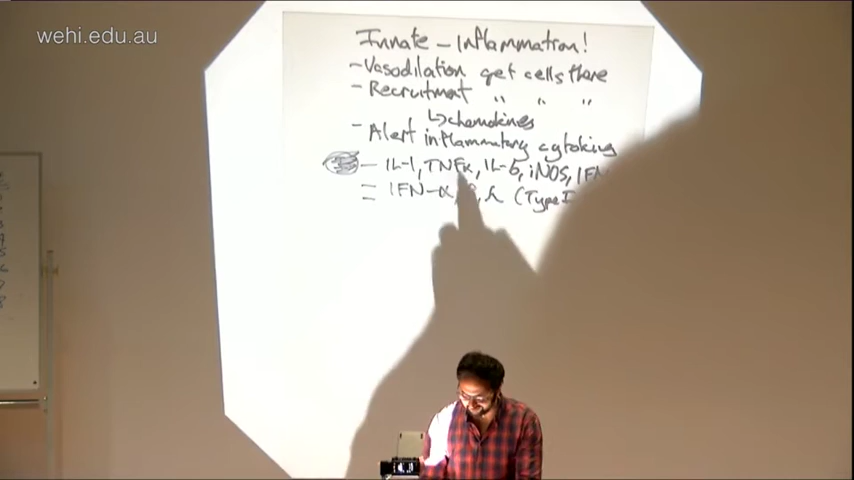 wehi.edu.au
Innate - Inflammation!
- Vasodilation get cells there
- Recruitment " " "
↳chemokines
- Alert inflammatory cytokines
- IL-1, TNFα, IL-6, iNOS, IFN
= IFN-α, , λ (Type I